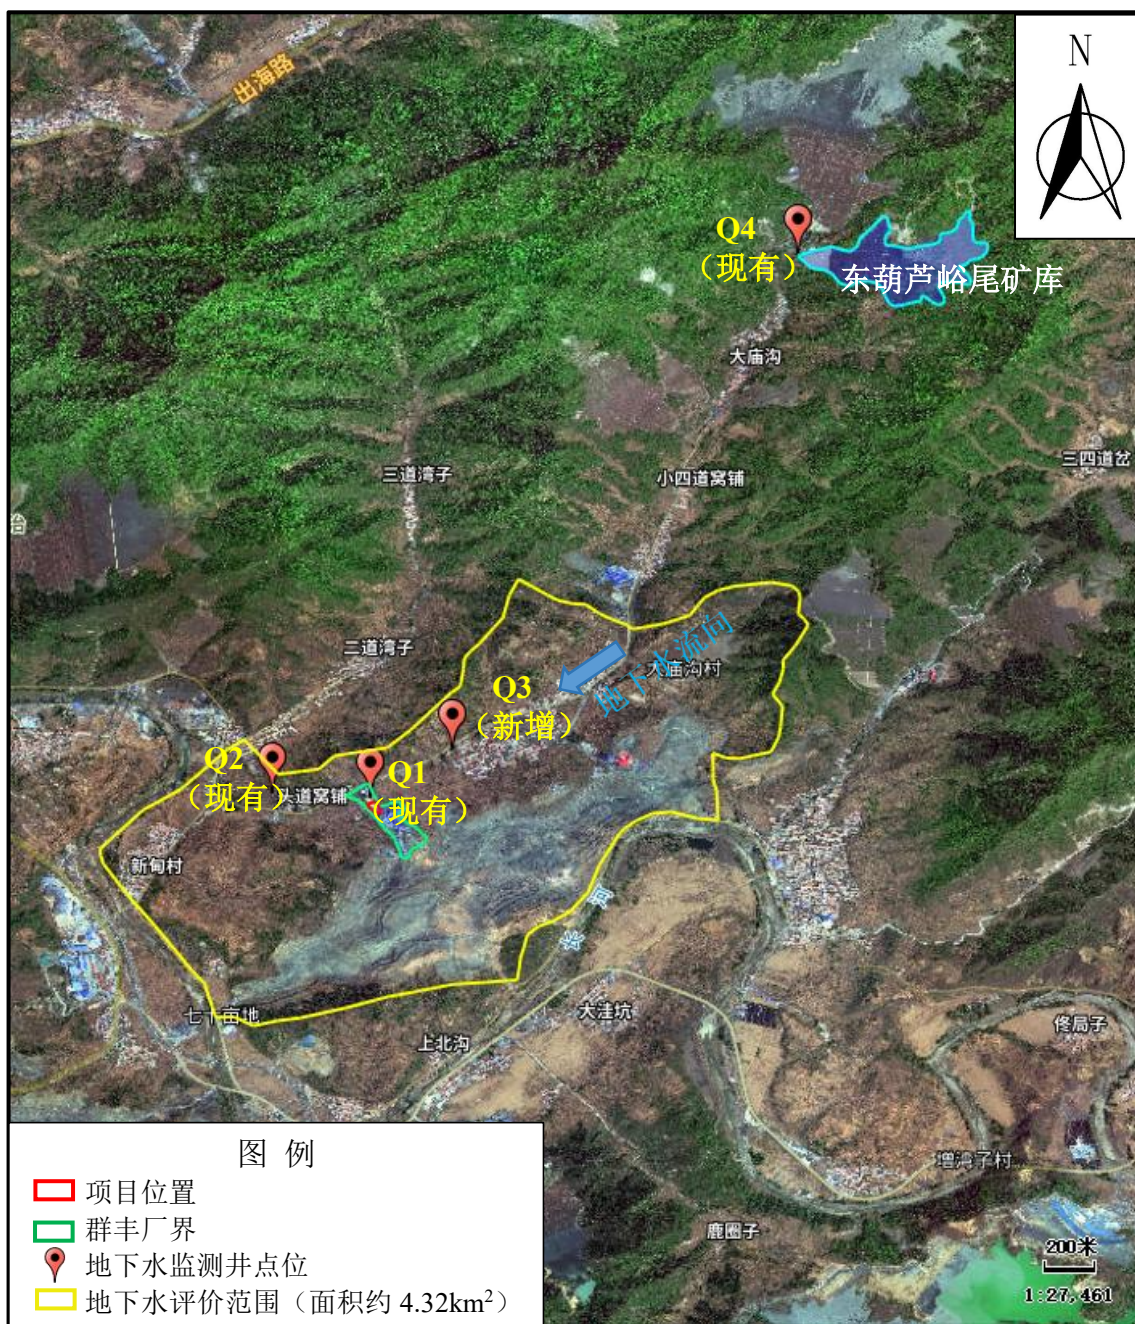 出海路
N
Q4
（现有）
东葫芦峪尾矿库
大庙沟
三道湾子
小四道窝铺
三四道岔
二道湾子
地下水流向
大庙沟村
Q3
（新增）
Q2
（现有）
Q1
（现有）
头道窝铺
新甸村
长河
七十亩地
上北沟
大洼坑
佟局子
增湾子村
鹿圈子
200米
1:27,461
图 例
项目位置
群丰厂界
地下水监测井点位
地下水评价范围（面积约 4.32km²）